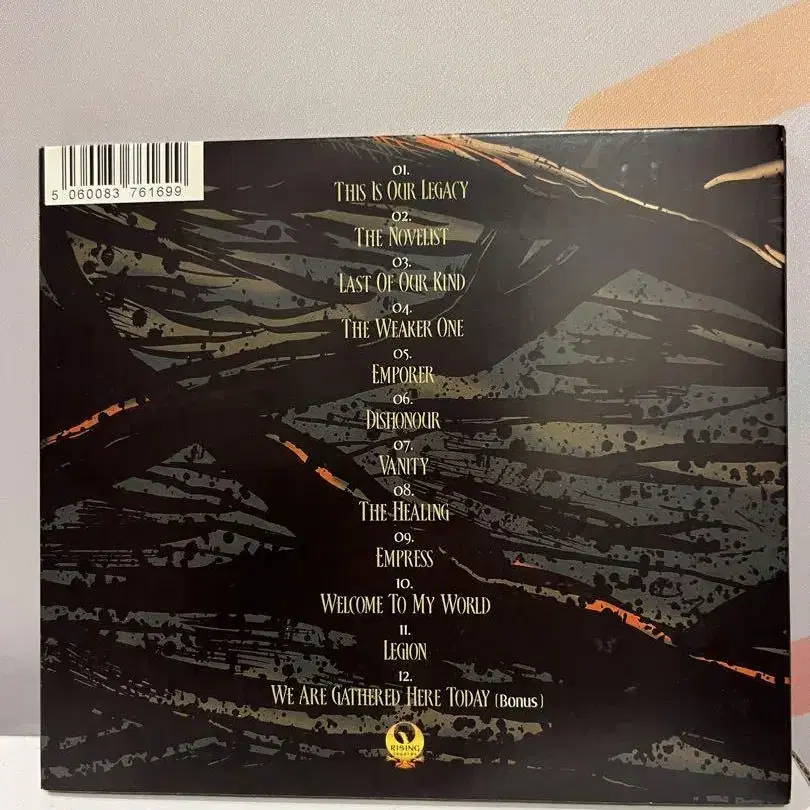 5 060083 761699
01.
This Is Our Legacy
02.
The Novelist
03.
Last Of Our Kind
04.
The Weaker One
05.
Emporer
06.
Dishonour
07.
Vanity
08.
The Healing
09.
Empress
10.
Welcome To My World
11.
Legion
12.
We Are Gathered Here Today (Bonus)
RISING
records